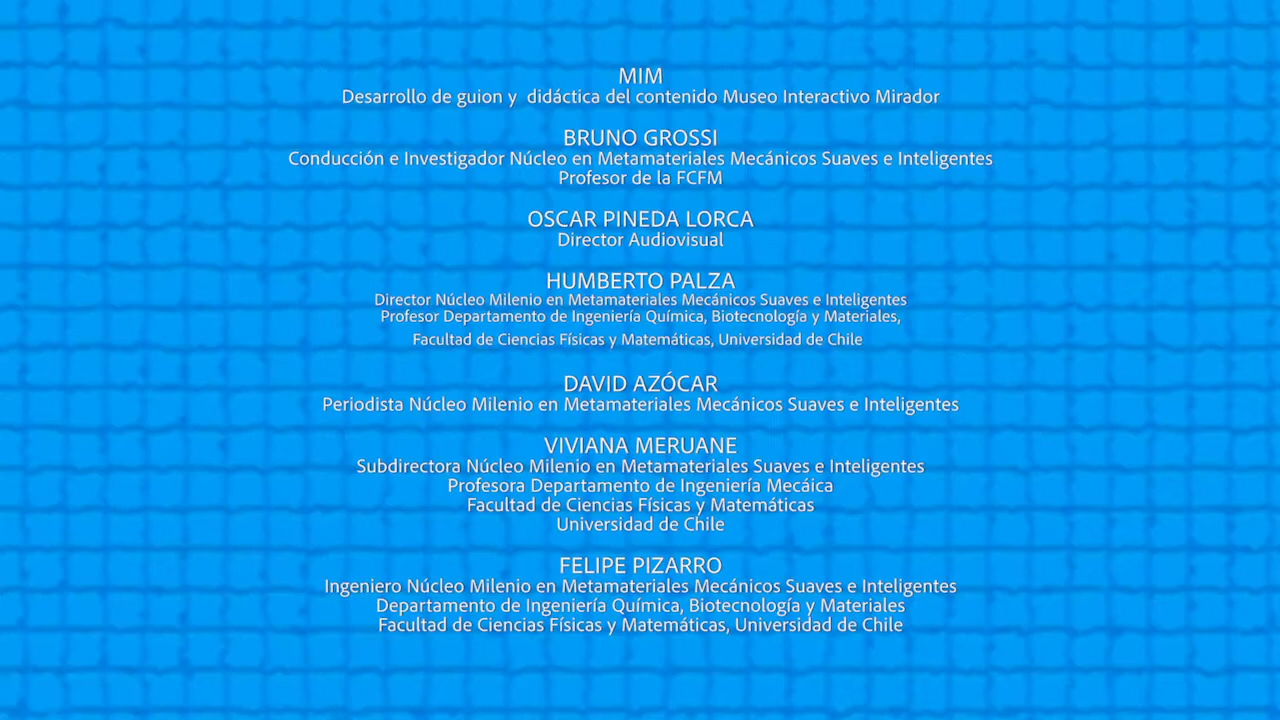 MIM
Desarrollo de guion y  didáctica del contenido Museo Interactivo Mirador
BRUNO GROSSI
Conducción e Investigador Núcleo en Metamateriales Mecánicos Suaves e Inteligentes
Profesor de la FCFM
OSCAR PINEDA LORCA
Director Audiovisual
HUMBERTO PALZA
Director Núcleo Milenio en Metamateriales Mecánicos Suaves e Inteligentes
Profesor Departamento de Ingeniería Química, Biotecnología y Materiales,
Facultad de Ciencias Físicas y Matemáticas, Universidad de Chile
DAVID AZÓCAR
Periodista Núcleo Milenio en Metamateriales Mecánicos Suaves e Inteligentes
VIVIANA MERUANE
Subdirectora Núcleo Milenio en Metamateriales Suaves e Inteligentes
Profesora Departamento de Ingeniería Mecáica
Facultad de Ciencias Físicas y Matemáticas
Universidad de Chile
FELIPE PIZARRO
Ingeniero Núcleo Milenio en Metamateriales Mecánicos Suaves e Inteligentes
Departamento de Ingeniería Química, Biotecnología y Materiales
Facultad de Ciencias Físicas y Matemáticas, Universidad de Chile